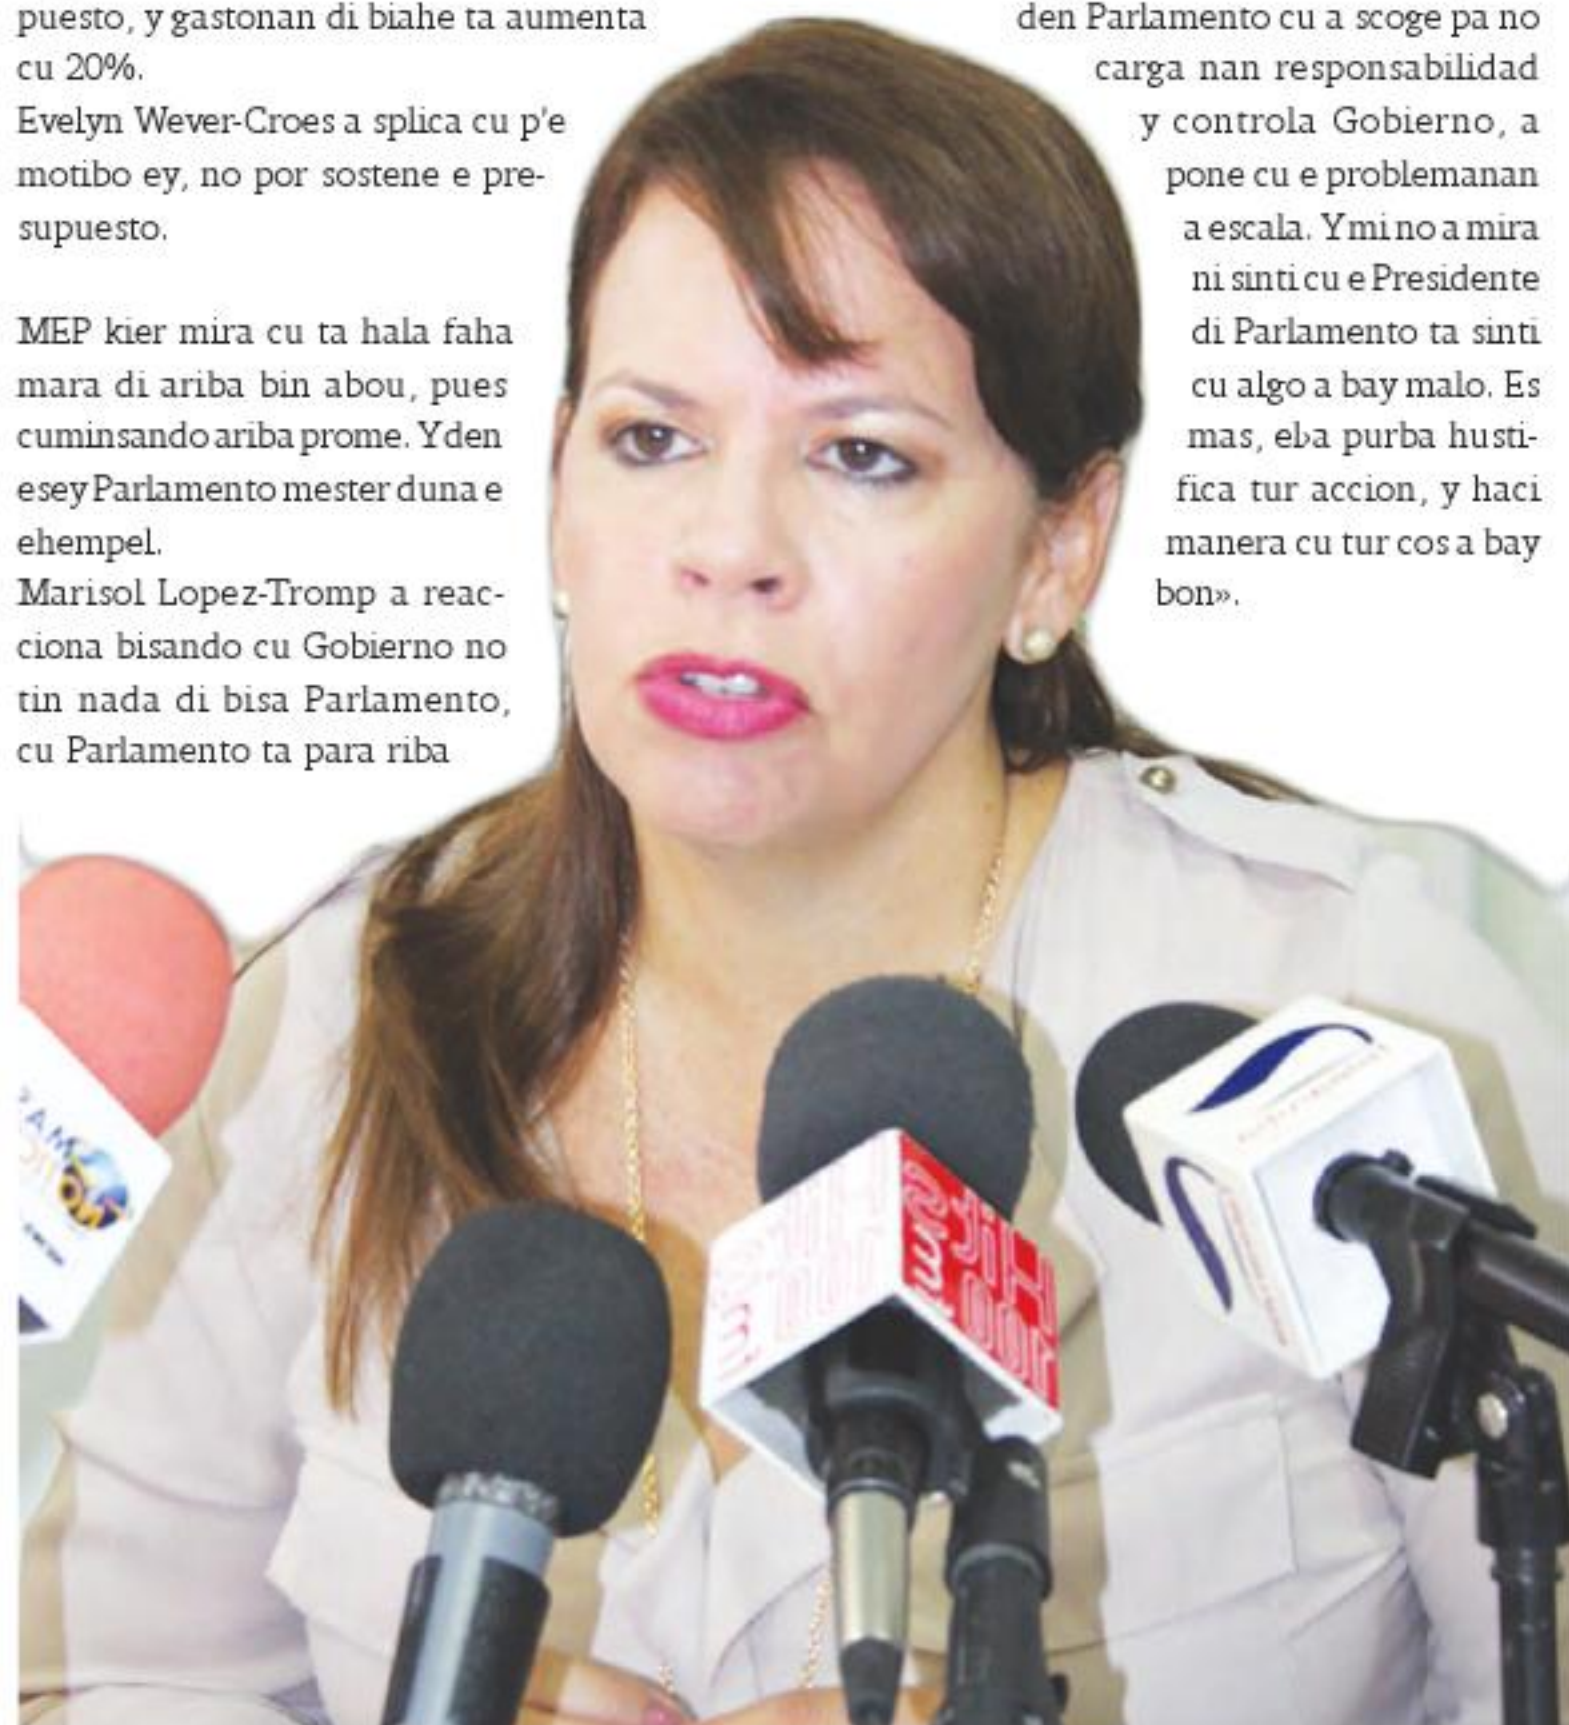 puesto, y gastonan di biahe ta aumenta
cu 20%.
Evelyn Wever-Croes a splica cu p'e
motibo ey, no por sostene e pre-
supuesto.
MEP kier mira cu ta hala faha
mara di ariba bin abou, pues
cuminsando ariba prome. Y den
esey Parlamento mester duna e
ehempel.
Marisol Lopez-Tromp a reac-
ciona bisando cu Gobierno no
tin nada di bisa Parlamento,
cu Parlamento ta para riba
den Parlamento cu a scoge pa no
carga nan responsabilidad
y controla Gobierno, a
pone cu e problemanan
a escala. Y mi no a mira
ni sinti cu e Presidente
di Parlamento ta sinti
cu algo a bay malo. Es
mas, ela purba husti-
fica tur accion, y haci
manera cu tur cos a bay
bon».